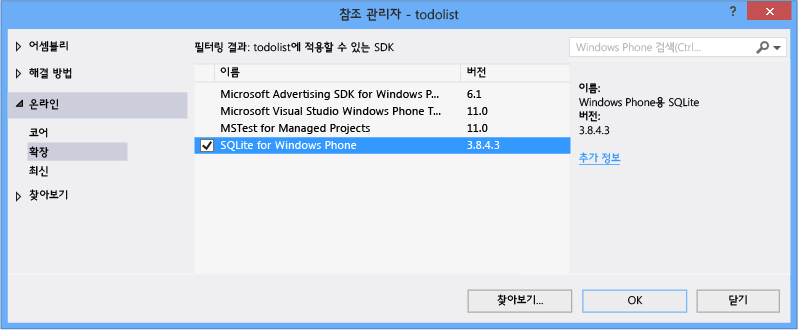 참조 관리자 - todolist
? ×
어셈블리
해결 방법
온라인
코어
확장
최신
찾아보기
필터링 결과: todolist에 적용할 수 있는 SDK
이름 버전
Microsoft Advertising SDK for Windows P... 6.1
Microsoft Visual Studio Windows Phone T... 11.0
MSTest for Managed Projects 11.0
SQLite for Windows Phone 3.8.4.3
Windows Phone 검색(Ctrl...
이름:
Windows Phone용 SQLite
버전:
3.8.4.3
추가 정보
찾아보기... OK 닫기